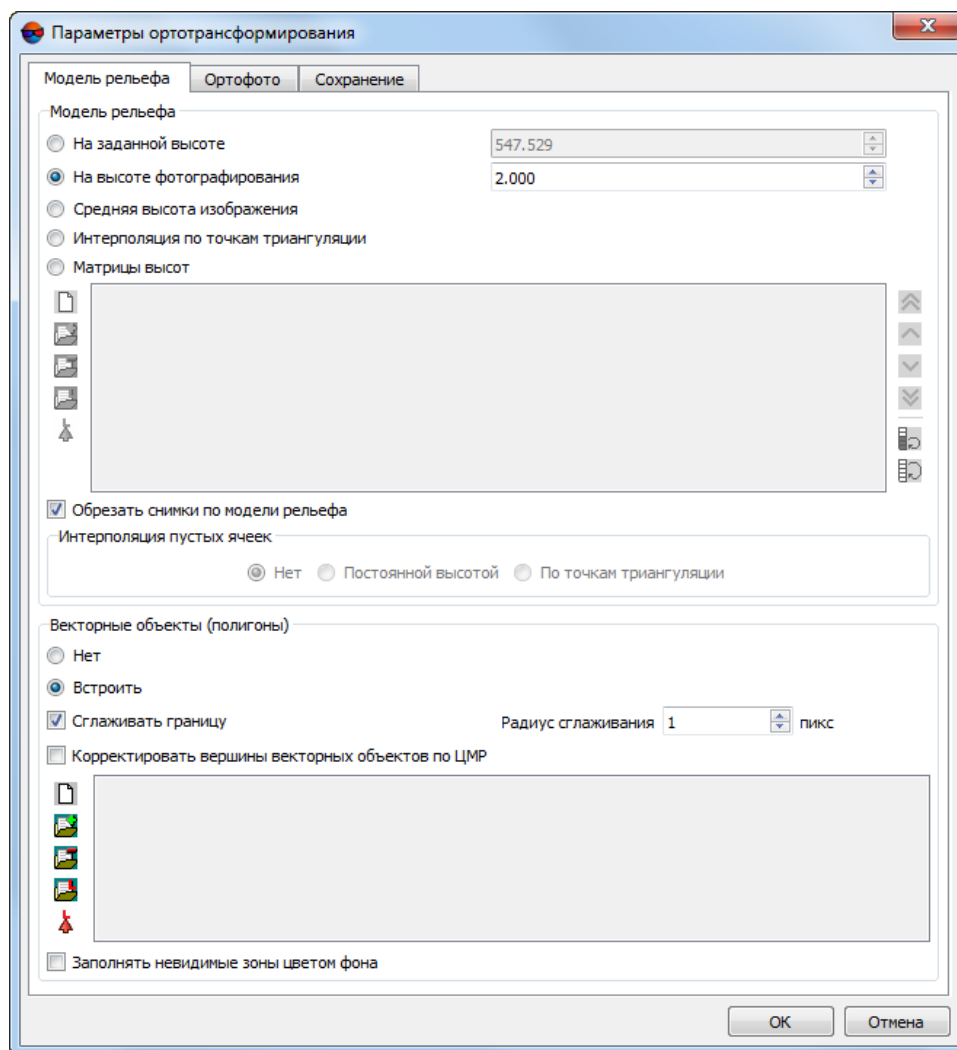 Параметры ортотрансформирования
Модель рельефа
Ортофото
Сохранение
Модель рельефа
На заданной высоте
547.529
На высоте фотографирования
2.000
Средняя высота изображения
Интерполяция по точкам триангуляции
Матрицы высот
Обрезать снимки по модели рельефа
Интерполяция пустых ячеек
Нет
Постоянной высотой
По точкам триангуляции
Векторные объекты (полигоны)
Нет
Встроить
Сглаживать границу
Радиус сглаживания 1 пикс
Корректировать вершины векторных объектов по ЦМР
Заполнять невидимые зоны цветом фона
ОК
Отмена